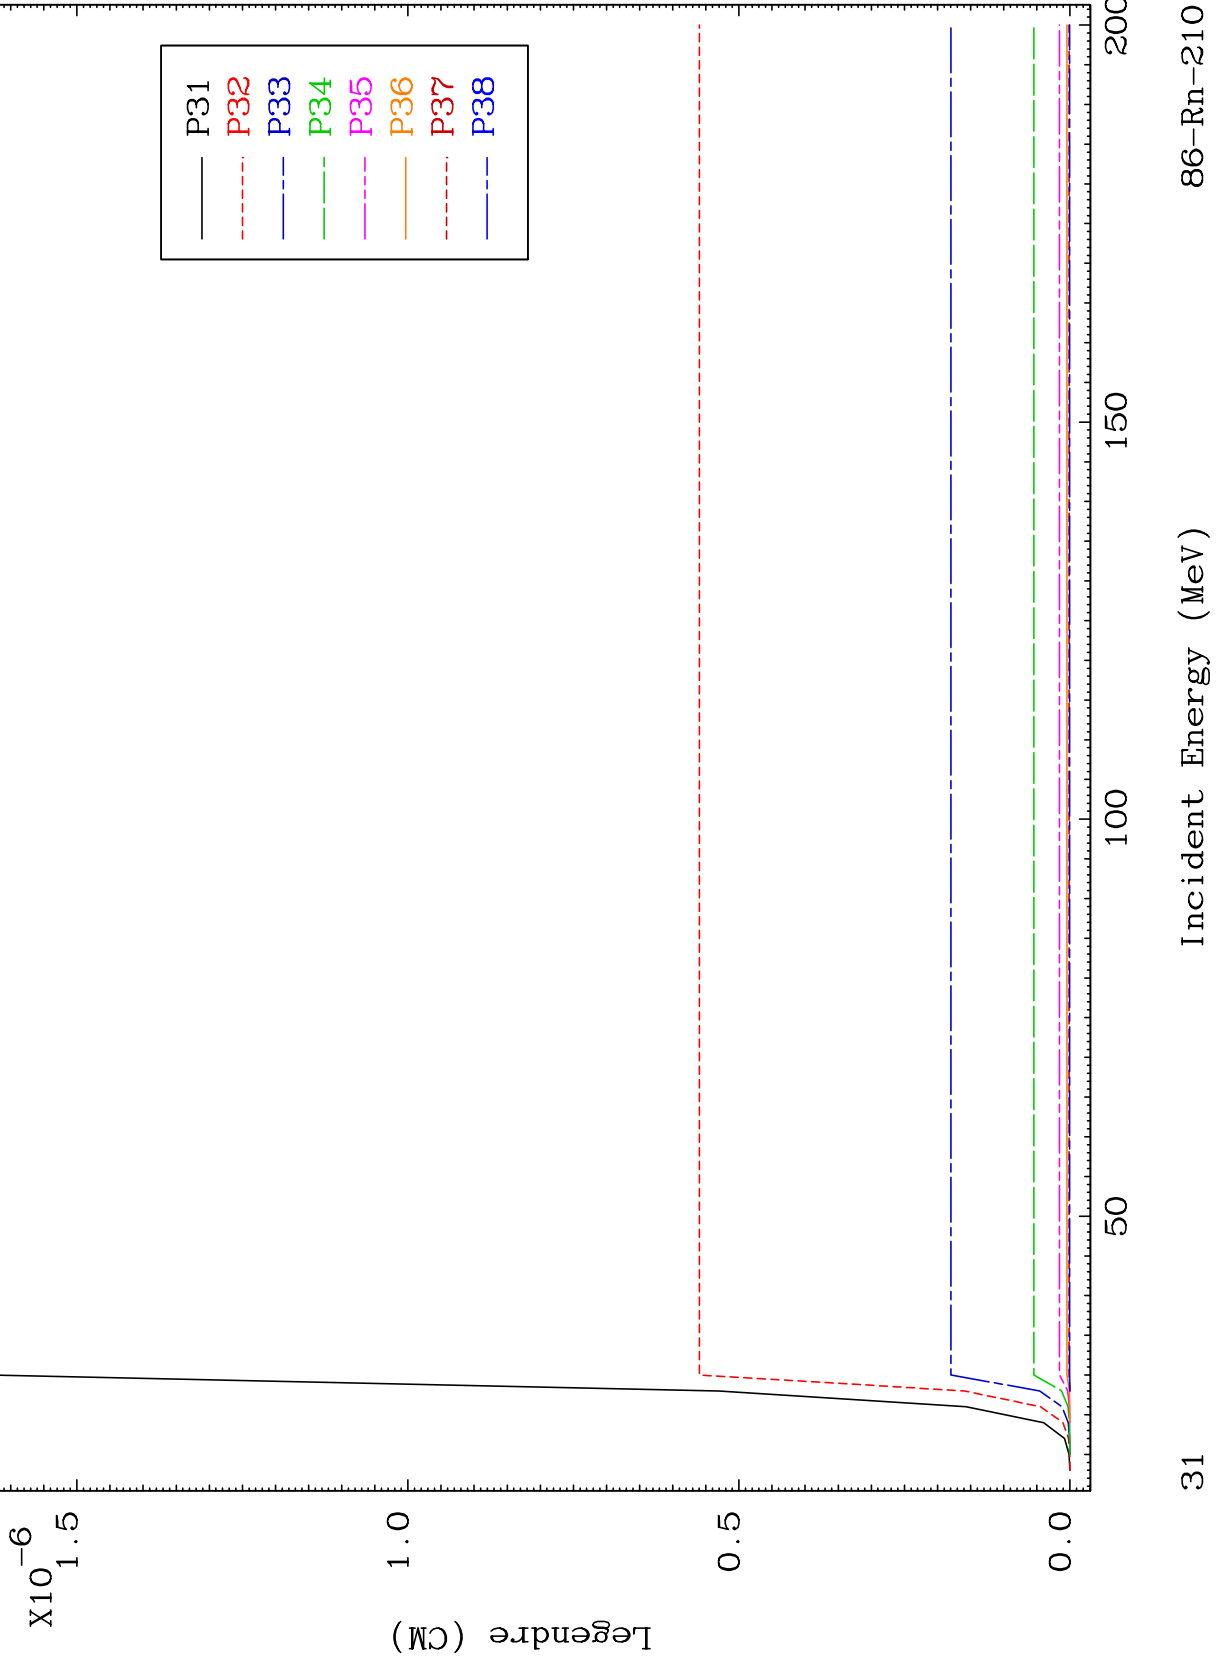 X10-6
1.5
1.0
0.5
0.0
Legendre (CM)
P31
P32
P33
P34
P35
P36
P37
P38
50
100
150
200
Incident Energy (MeV)
31
86-Rn-210